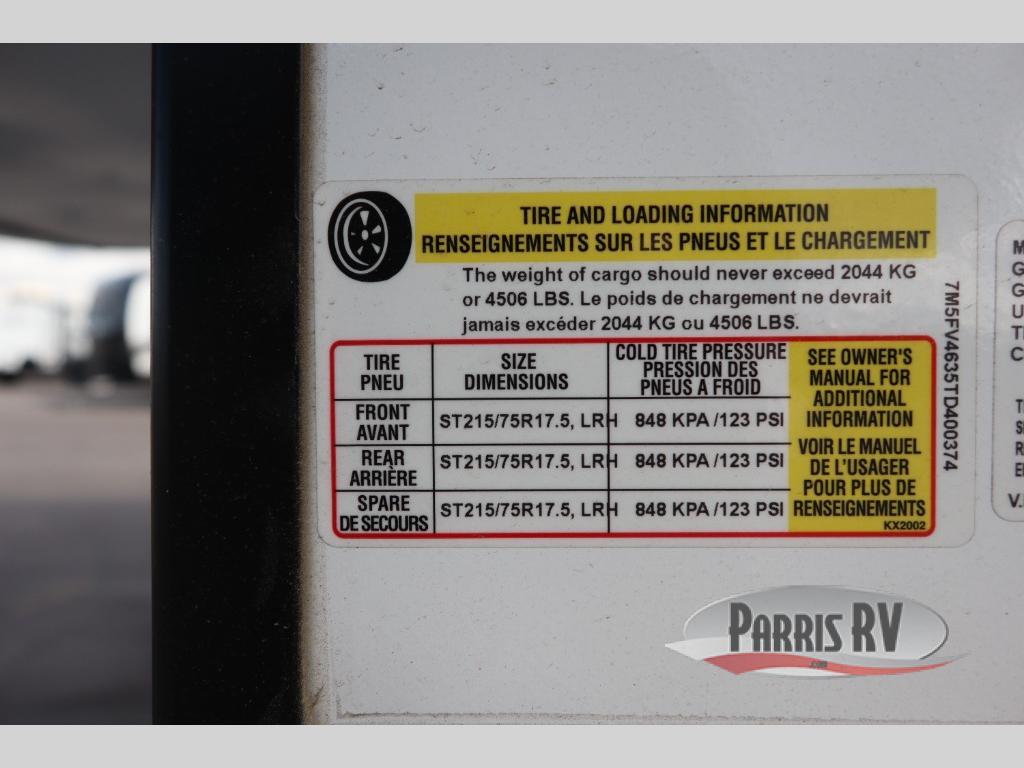 TIRE AND LOADING INFORMATION
RENSEIGNEMENTS SUR LES PNEUS ET LE CHARGEMENT
The weight of cargo should never exceed 2044 KG
or 4506 LBS. Le poids de chargement ne devrait
jamais excéder 2044 KG ou 4506 LBS.
TIRE
PNEU
SIZE
DIMENSIONS
COLD TIRE PRESSURE
PRESSION DES
PNEUS A FROID
FRONT
AVANT
ST215/75R17.5, LRH
848 KPA /123 PSI
REAR
ARRIÈRE
ST215/75R17.5, LRH
848 KPA /123 PSI
SPARE
DE SECOURS
ST215/75R17.5, LRH
848 KPA /123 PSI
SEE OWNER'S
MANUAL FOR
ADDITIONAL
INFORMATION
VOIR LE MANUEL
DE L'USAGER
POUR PLUS DE
RENSEIGNEMENTS
KX2002
7M5FV4635TD400374
PARRIS RV
.com